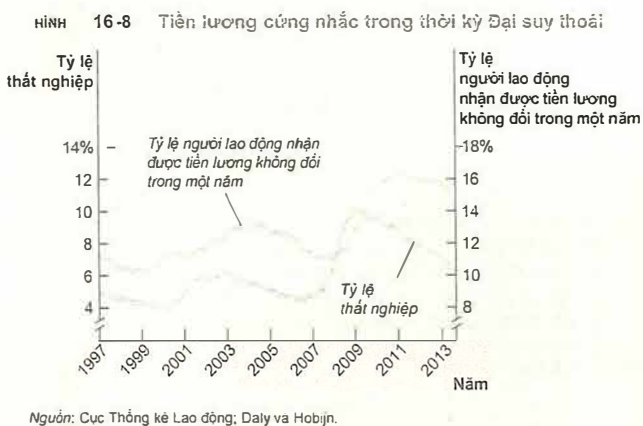 HÌNH 16-8 Tiền lương cứng nhắc trong thời kỳ Đại suy thoái
Tỷ lệ
thất nghiệp
Tỷ lệ
người lao động
nhận được tiền lương
không đổi trong một năm
14%
12
10
8
6
4
Tỷ lệ người lao động nhận
được tiền lương không đổi
trong một năm
Tỷ lệ
thất nghiệp
18%
16
14
12
10
8
1997
1999
2001
2003
2005
2007
2009
2011
2013
Năm
Nguồn: Cục Thống kê Lao động; Daly và Hobijn.